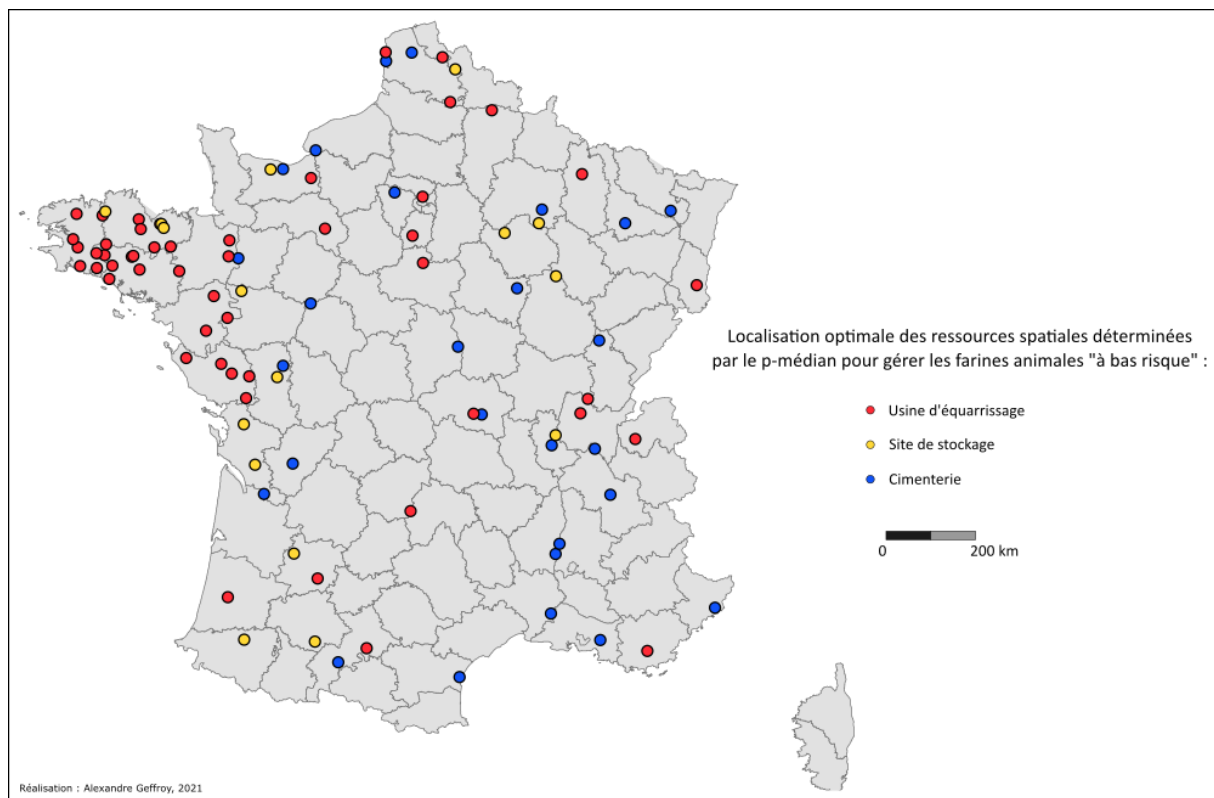 Localisation optimale des ressources spatiales déterminées
par le p-médian pour gérer les farines animales "à bas risque" :
Usine d'équarrissage
Site de stockage
Cimenterie
0 200 km
Réalisation : Alexandre Geffroy, 2021